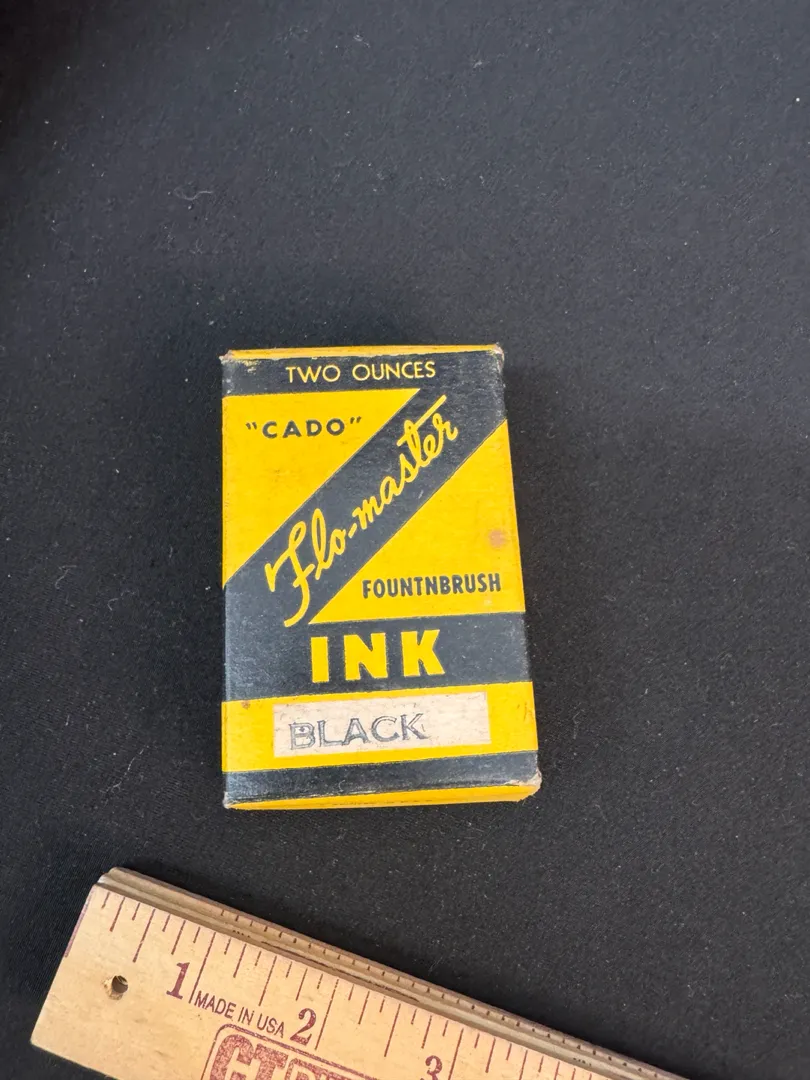 TWO OUNCES
"CADO"
Flo-master
FOUNTNBRUSH
INK
BLACK
1
MADE IN USA
2
3